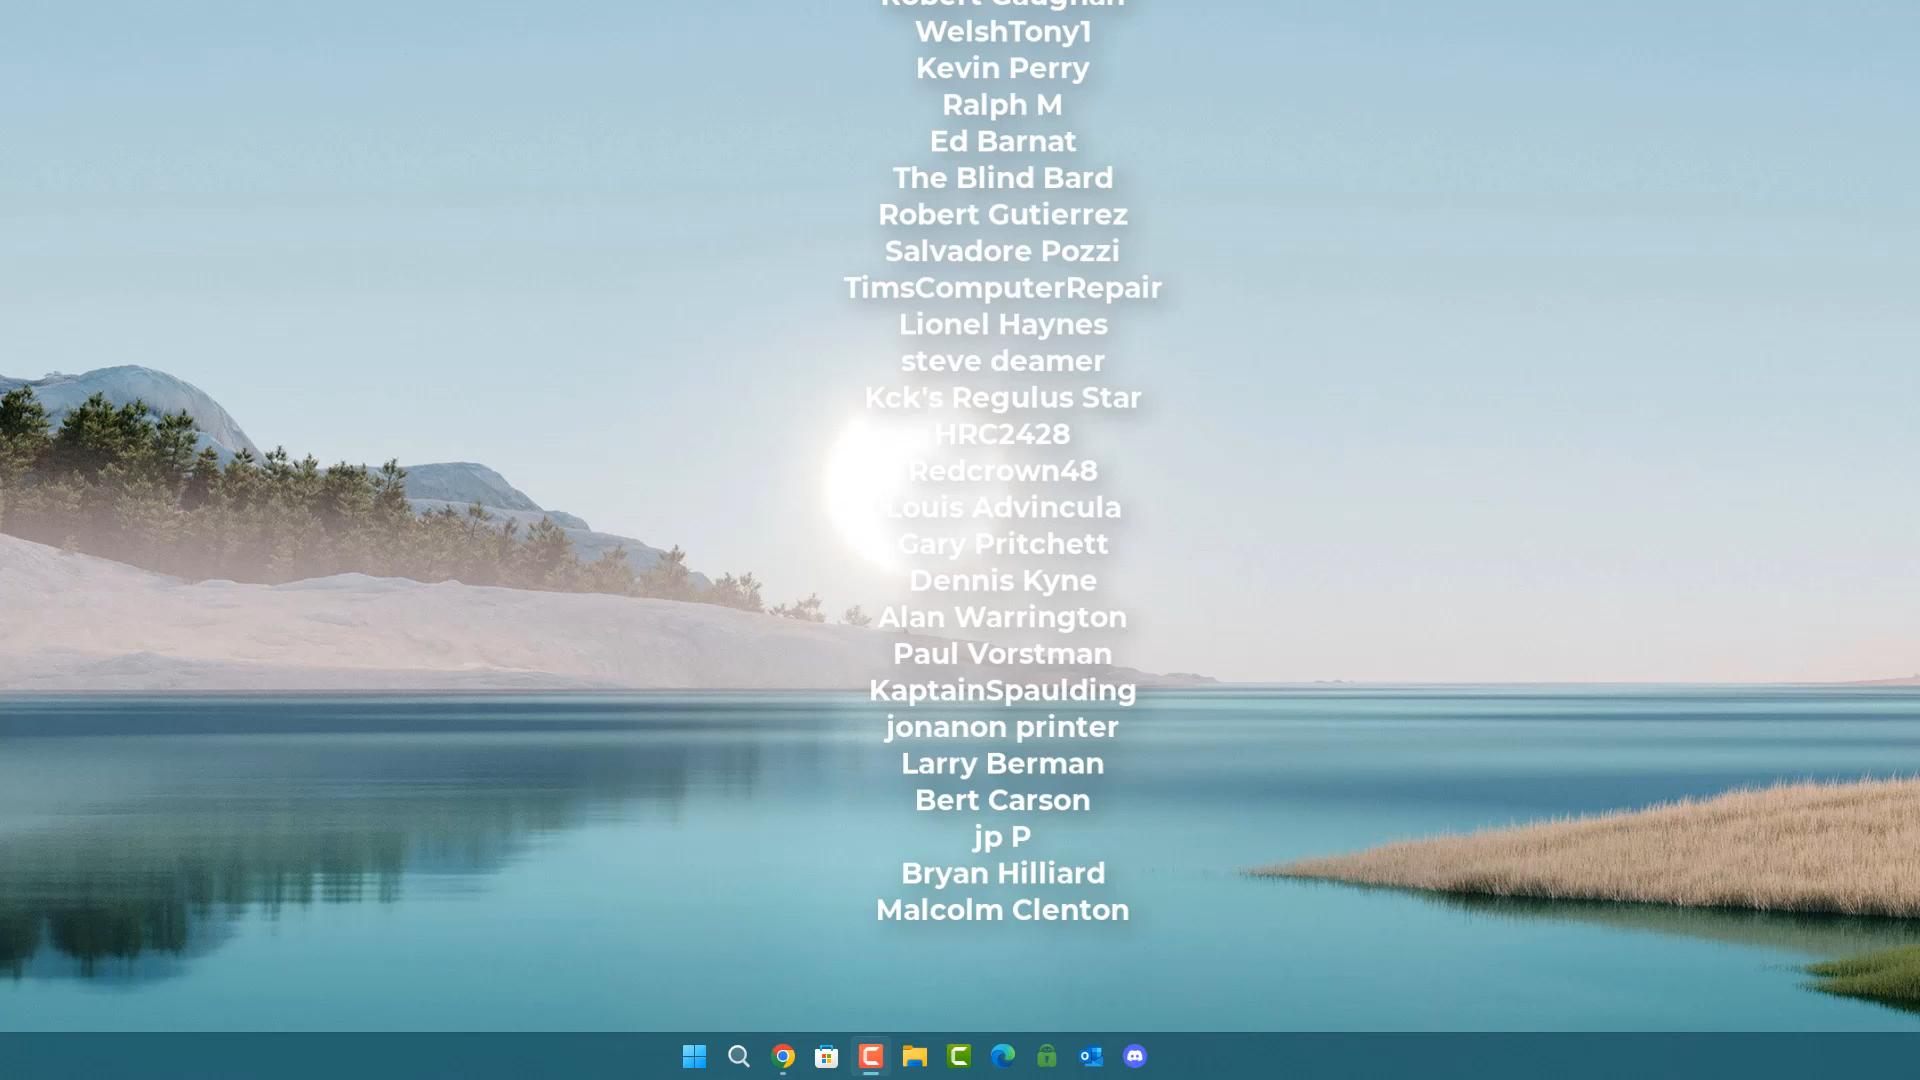 Robert Gaughan
WelshTony1
Kevin Perry
Ralph M
Ed Barnat
The Blind Bard
Robert Gutierrez
Salvadore Pozzi
TimsComputerRepair
Lionel Haynes
steve deamer
Kck's Regulus Star
HRC2428
Redcrown48
Louis Advincula
Gary Pritchett
Dennis Kyne
Alan Warrington
Paul Vorstman
KaptainSpaulding
jonanon printer
Larry Berman
Bert Carson
jp P
Bryan Hilliard
Malcolm Clenton